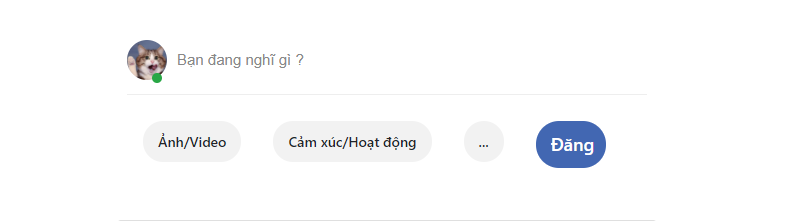 Bạn đang nghĩ gì ?
Ảnh/Video Cảm xúc/Hoạt động ... Đăng